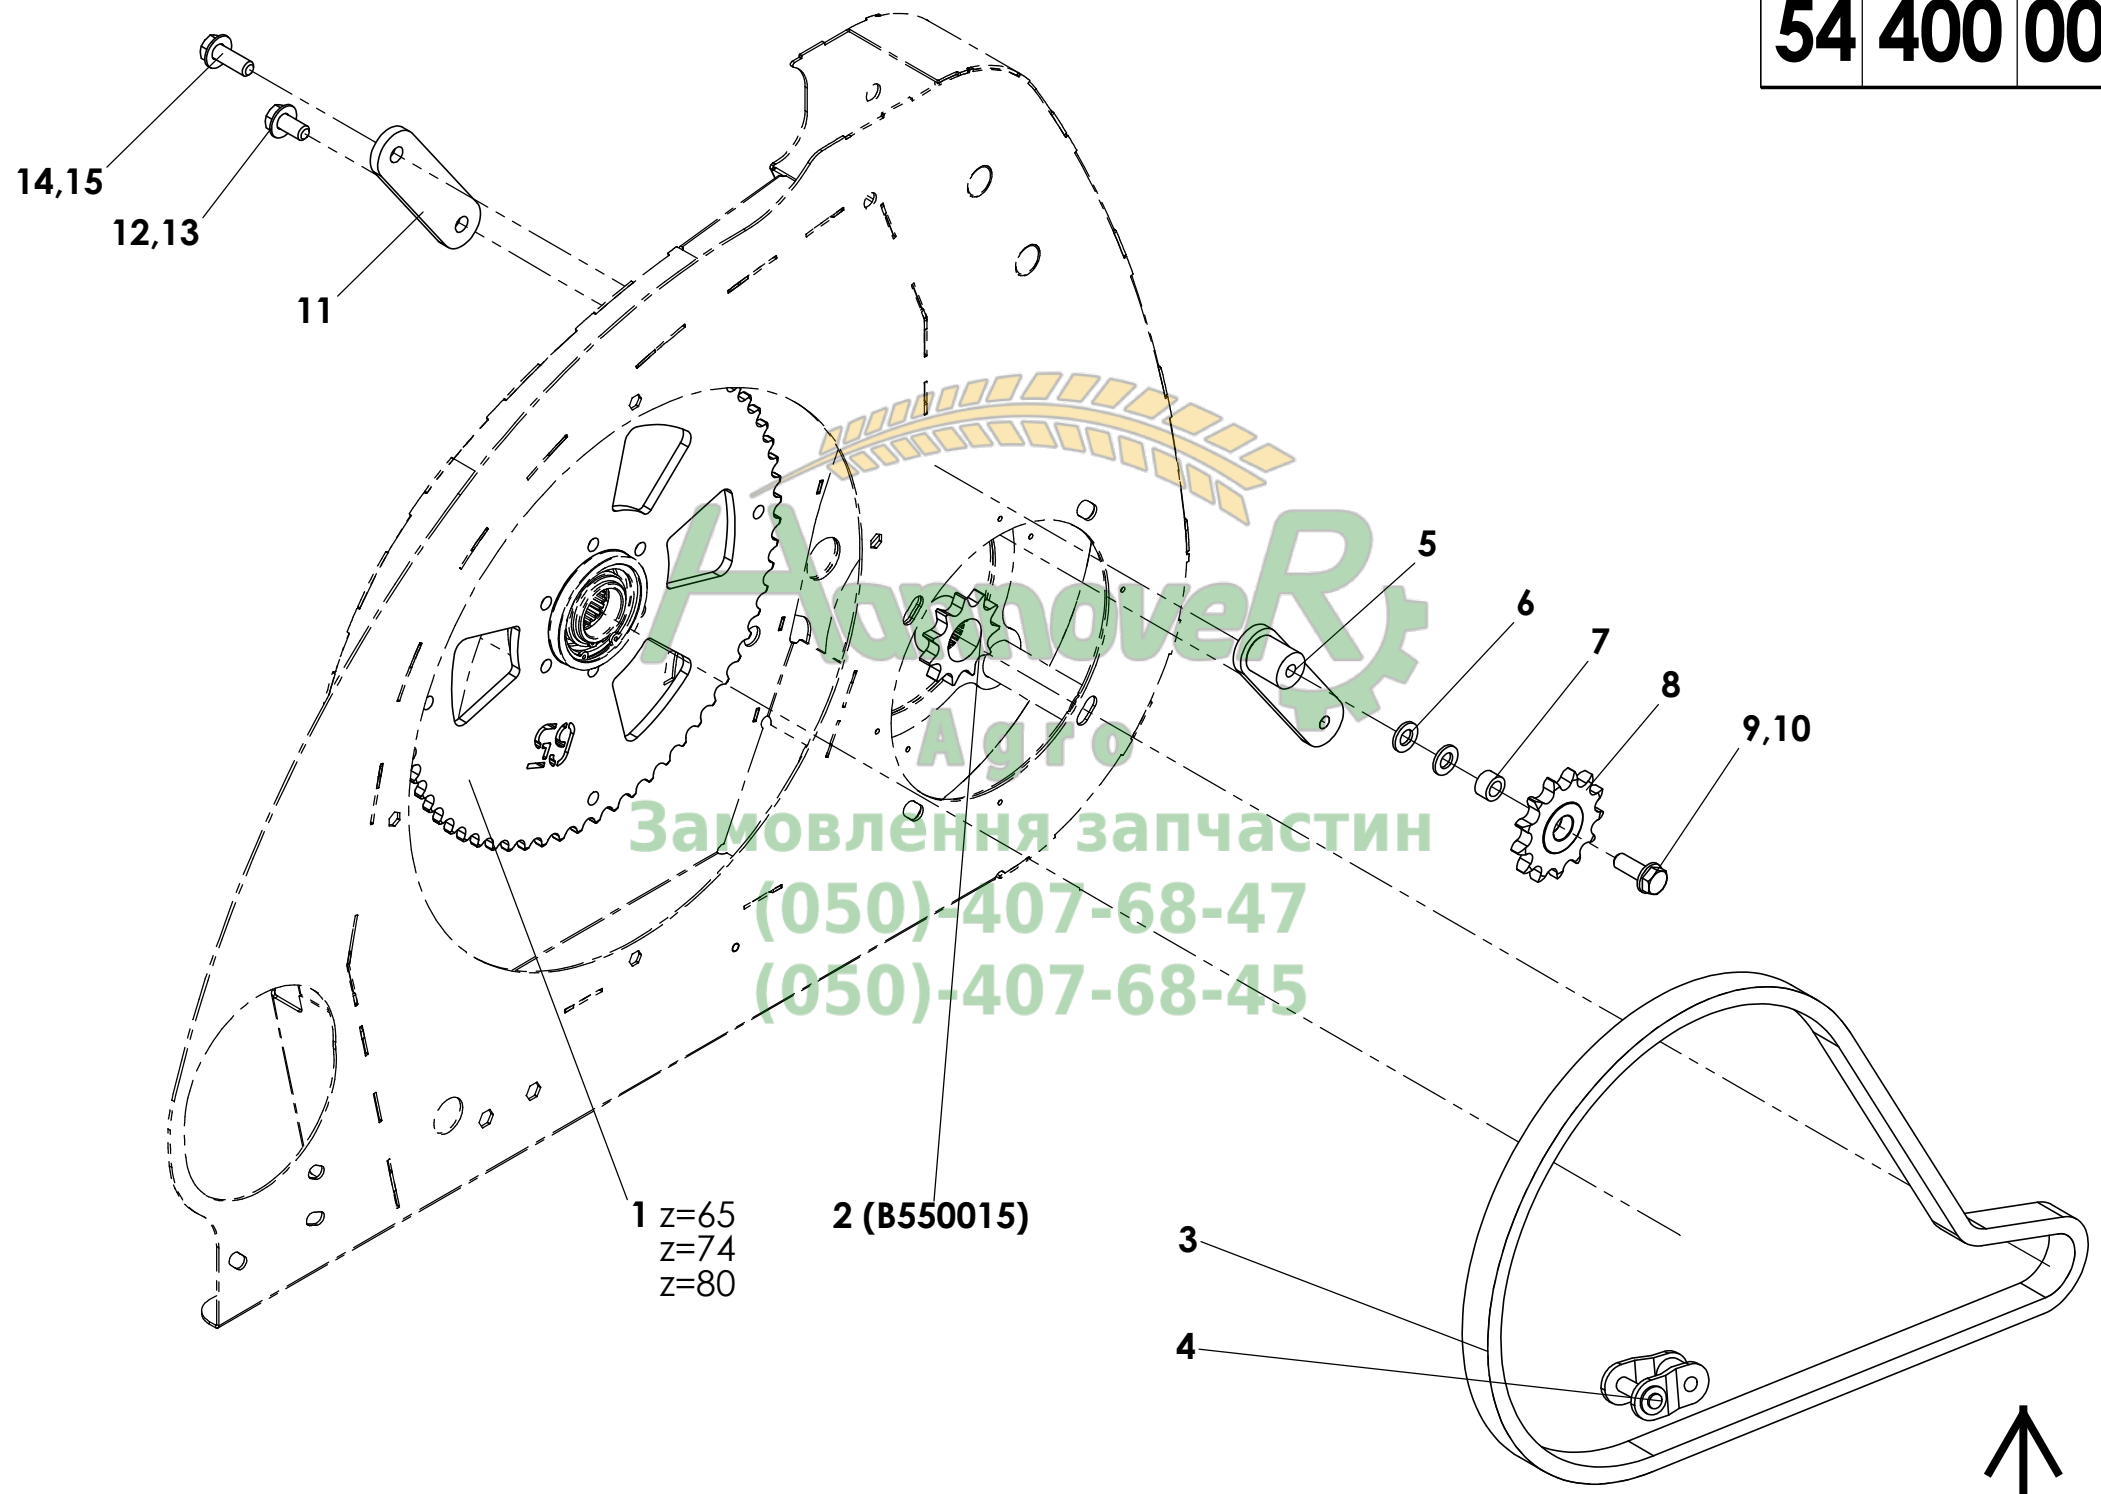 54 400 00
14,15
12,13
11
5
6
7
8
9,10
HannoveR
Agro
Замовлення запчастин
(050)-407-68-47
(050)-407-68-45
1 z=65
z=74
z=80
2 (B550015)
3
4